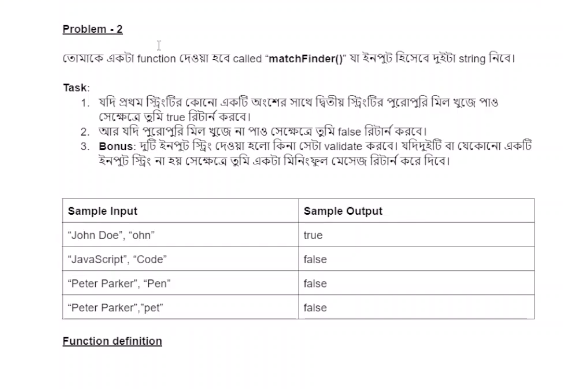 Problem - 2
তোমাকে একটা function দেওয়া হবে called “matchFinder()” যা ইনপুট হিসেবে দুইটা string নিবে।
Task:
1. যদি প্রথম স্ট্রিংটির কোনো একটি অংশের সাথে দ্বিতীয় স্ট্রিংটির পুরোপুরি মিল খুজে পাও
সেক্ষেত্রে তুমি true রিটার্ন করবে।
2. আর যদি পুরোপুরি মিল খুজে না পাও সেক্ষেত্রে তুমি false রিটার্ন করবে।
3. Bonus: দুটি ইনপুট স্ট্রিং দেওয়া হলো কিনা সেটা validate করবে। যদিদুইটি বা যেকোনো একটি
ইনপুট স্ট্রিং না হয় সেক্ষেত্রে তুমি একটা মিনিংফুল মেসেজ রিটার্ন করে দিবে।
Sample Input Sample Output
“John Doe”, “ohn” true
“JavaScript”, “Code” false
“Peter Parker”, “Pen” false
“Peter Parker”,”pet” false
Function definition